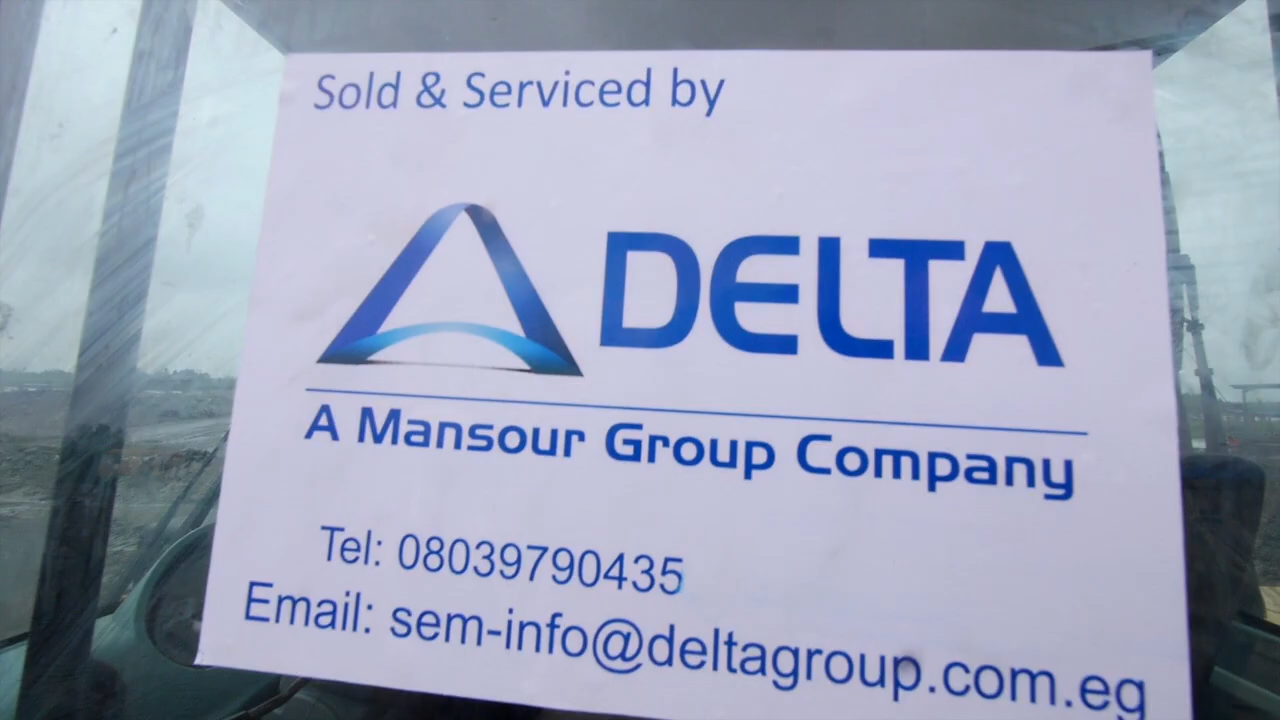 Sold & Serviced by
DELTA
A Mansour Group Company
Tel: 08039790435
Email: sem-info@deltagroup.com.eg